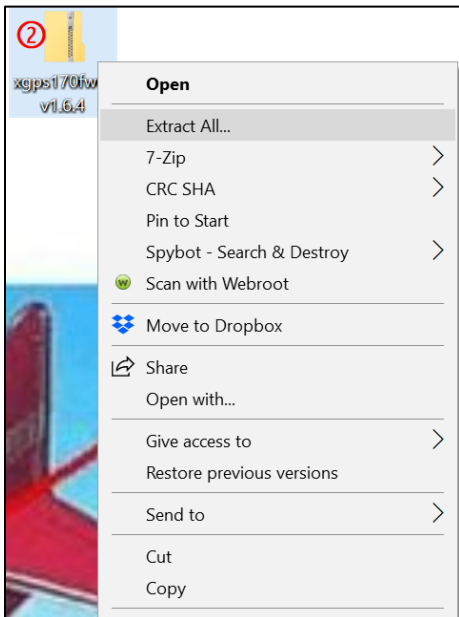 ②
xgps170fw
v1.6.4
Open
Extract All...
7-Zip
CRC SHA
Pin to Start
Spybot - Search & Destroy
Scan with Webroot
Move to Dropbox
Share
Open with...
Give access to
Restore previous versions
Send to
Cut
Copy